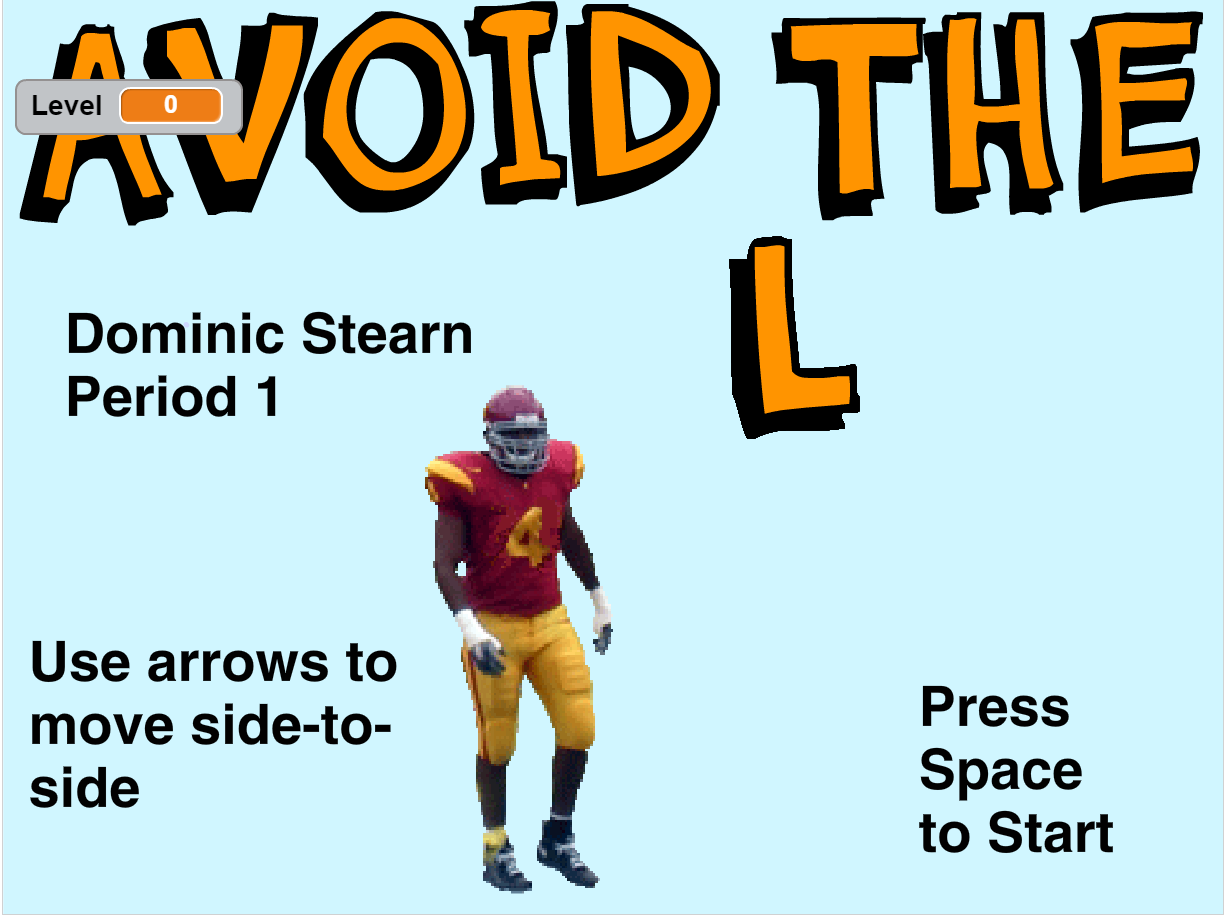 AVOID THE
Level 0
L
Dominic Stearn
Period 1
4
Use arrows to
move side-to-
side
Press
Space
to Start